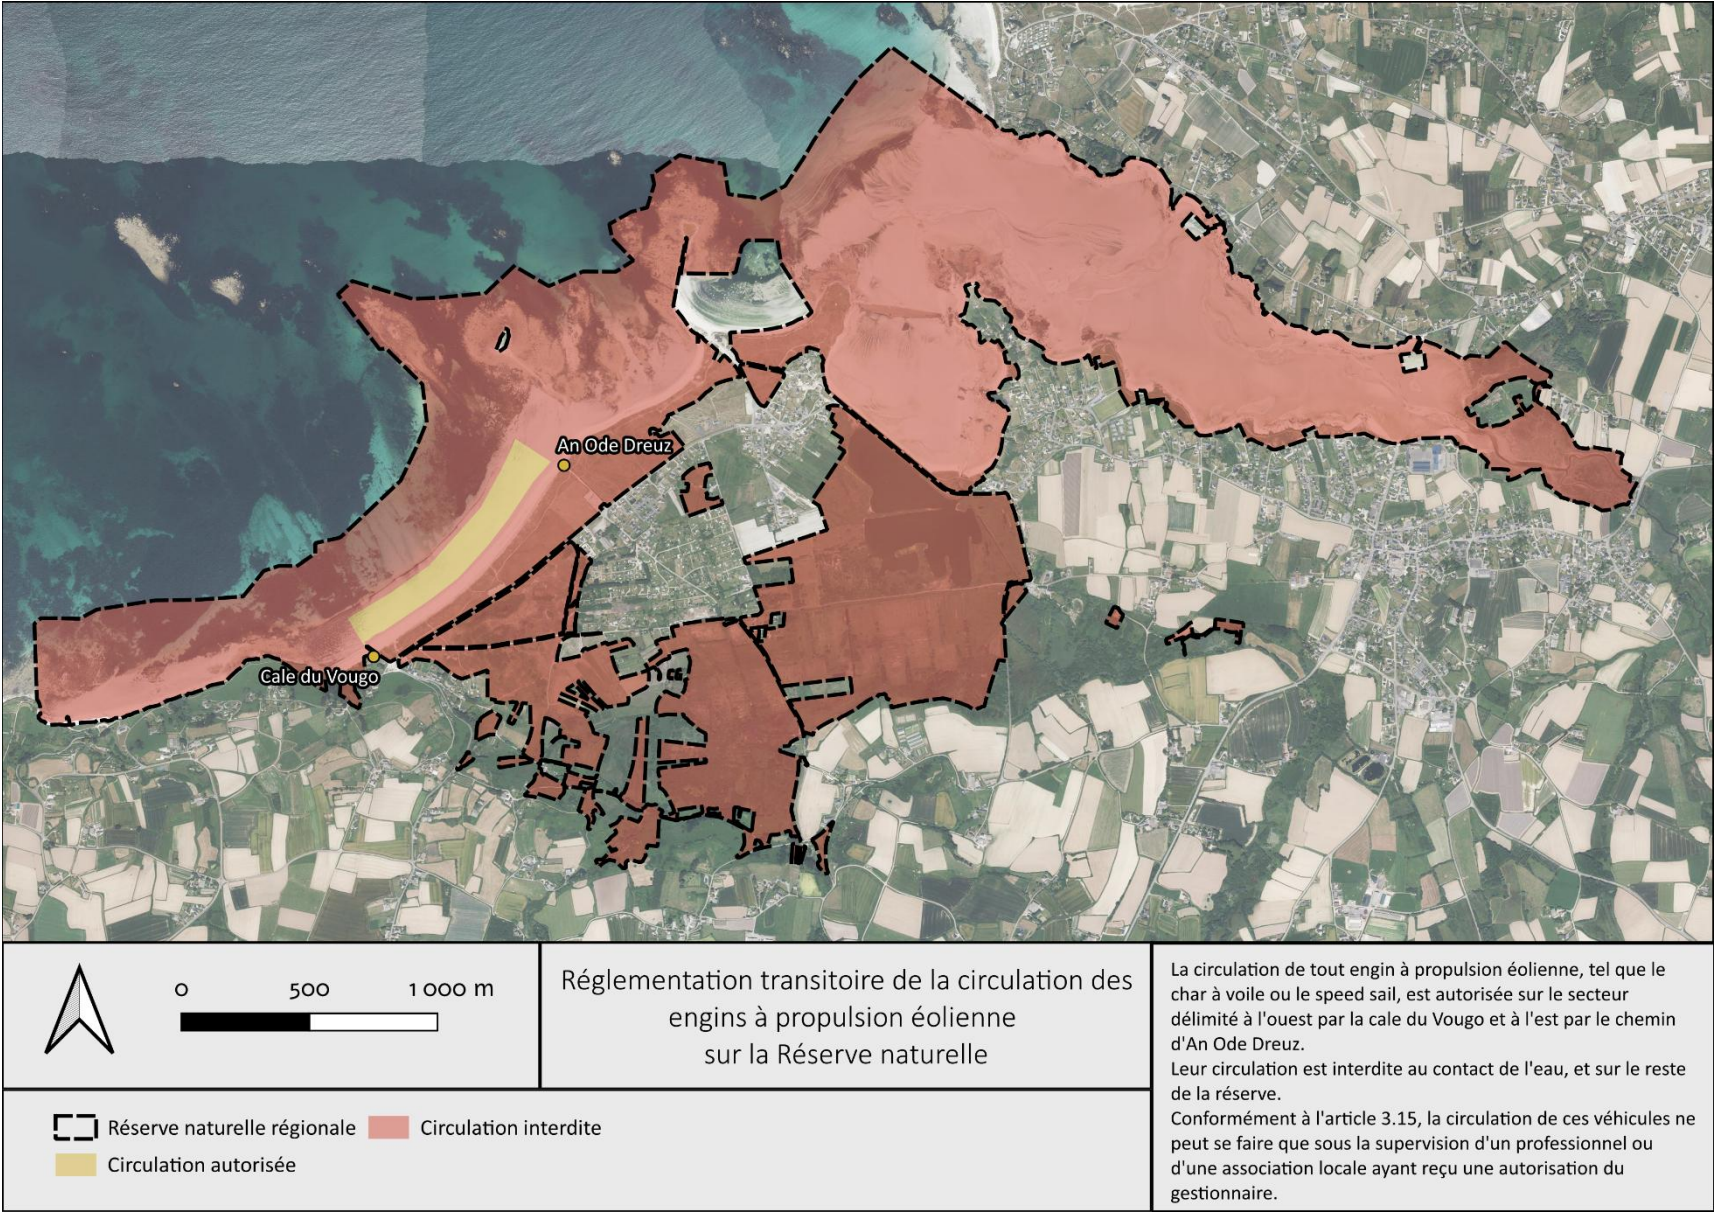 An Ode Dreuz
Cale du Vougo
0 500 1 000 m
Réglementation transitoire de la circulation des
engins à propulsion éolienne
sur la Réserve naturelle
Réserve naturelle régionale
Circulation interdite
Circulation autorisée
La circulation de tout engin à propulsion éolienne, tel que le
char à voile ou le speed sail, est autorisée sur le secteur
délimité à l'ouest par la cale du Vougo et à l'est par le chemin
d'An Ode Dreuz.
Leur circulation est interdite au contact de l'eau, et sur le reste
de la réserve.
Conformément à l'article 3.15, la circulation de ces véhicules ne
peut se faire que sous la supervision d'un professionnel ou
d'une association locale ayant reçu une autorisation du
gestionnaire.